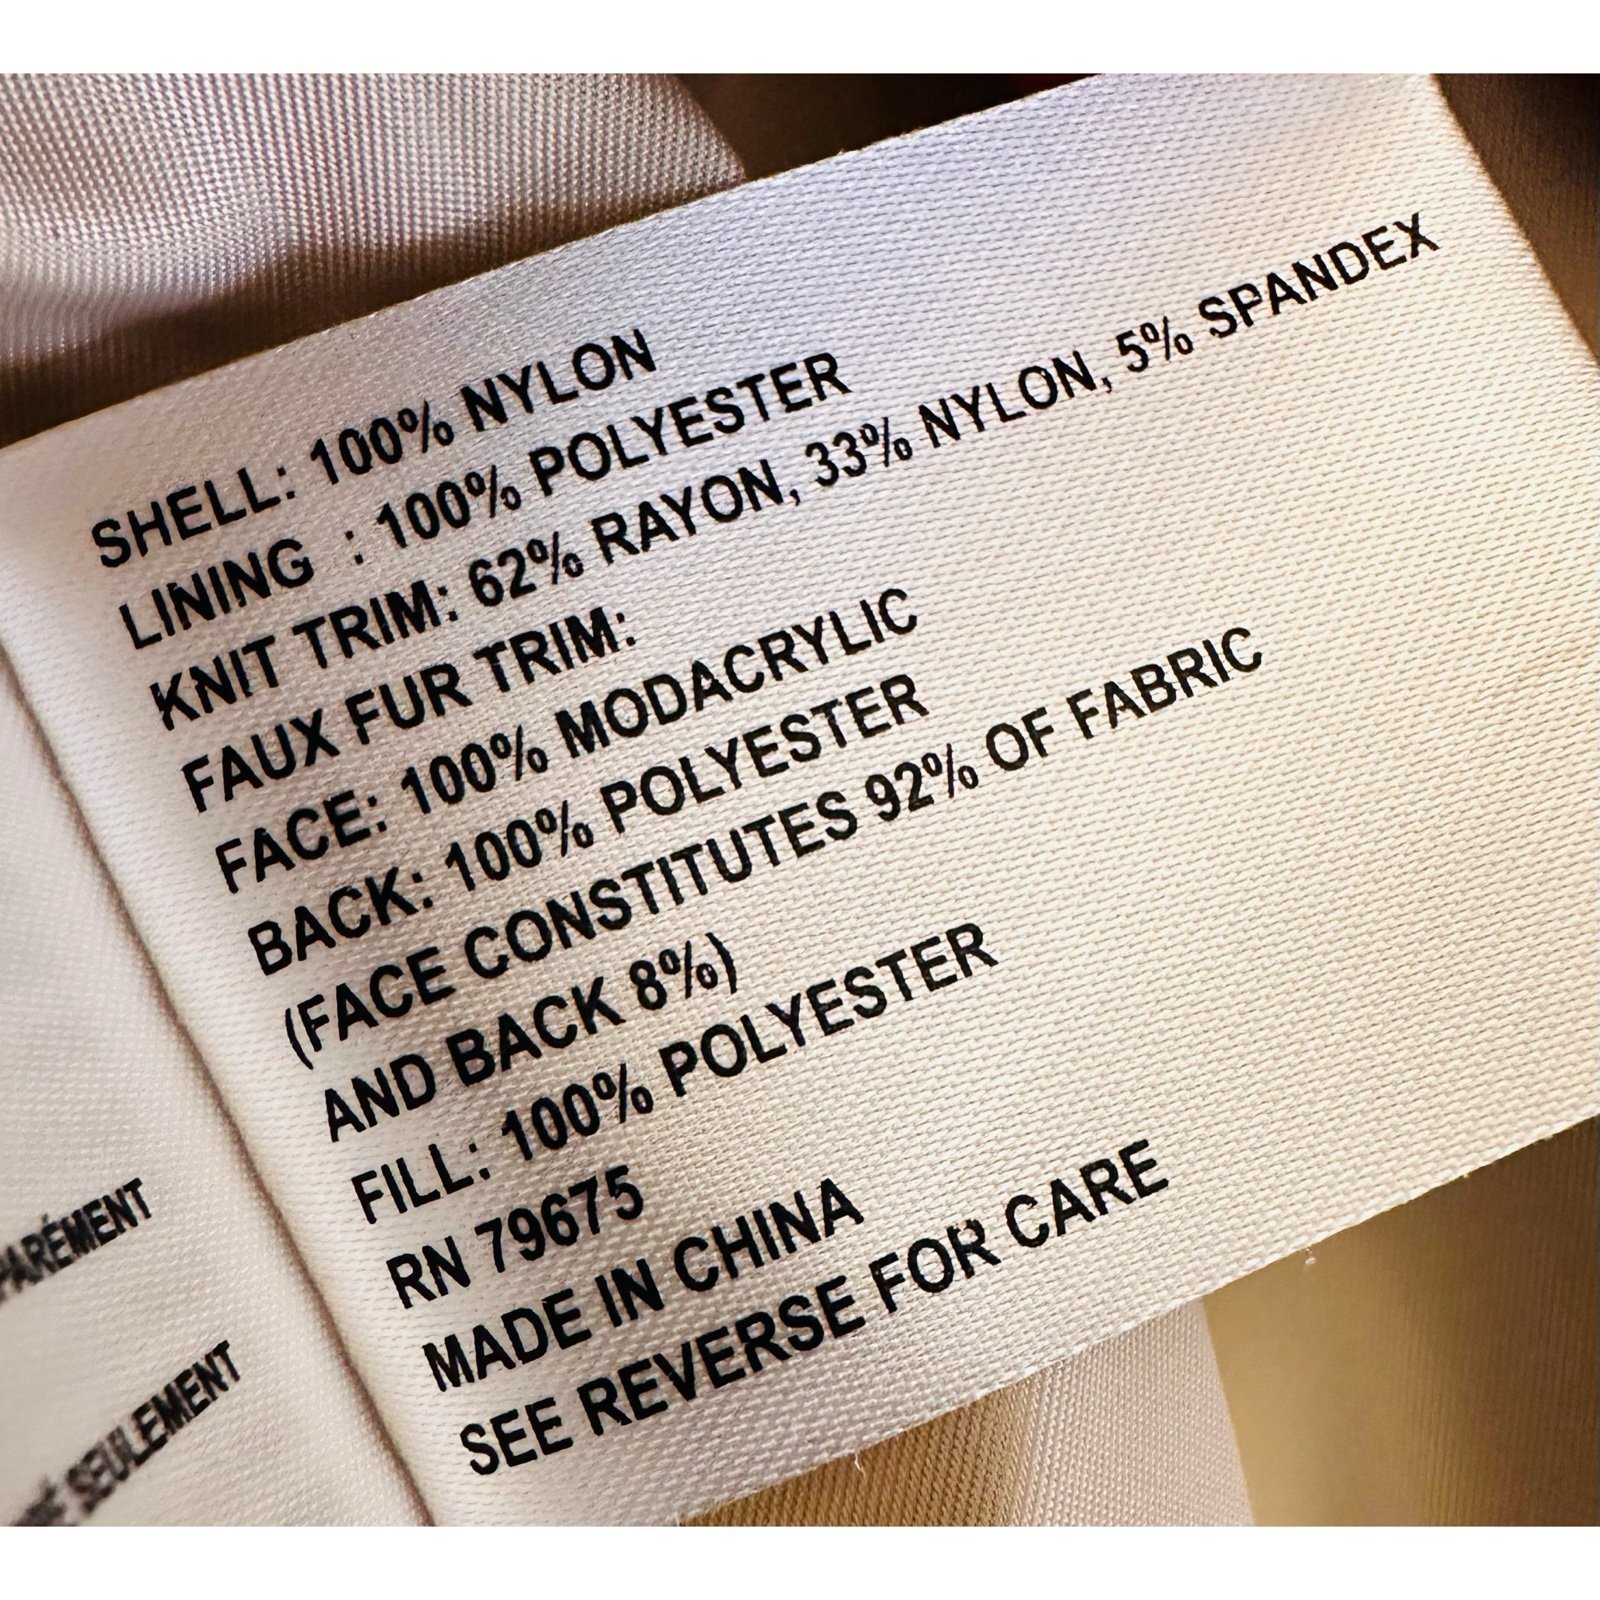 SHELL: 100% NYLON
LINING : 100% POLYESTER
KNIT TRIM: 62% RAYON, 33% NYLON, 5% SPANDEX
FAUX FUR TRIM:
FACE: 100% MODACRYLIC
BACK: 100% POLYESTER
(FACE CONSTITUTES 92% OF FABRIC
AND BACK 8%)
FILL: 100% POLYESTER
RN 79675
MADE IN CHINA
SEE REVERSE FOR CARE
PARÉMENT
SEULEMENT